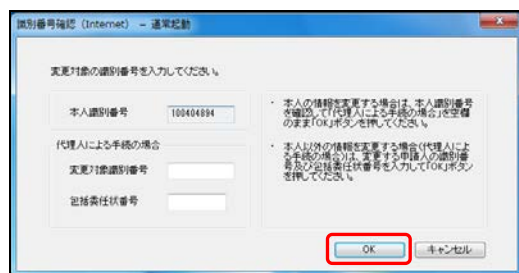 識別番号確認（Internet） － 通常起動
変更対象の識別番号を入力してください。
本人識別番号
100404894
代理人による手続の場合
変更対象識別番号
包括委任状番号
・ 本人の情報を変更する場合は、本人識別番号
を確認して「代理人による手続の場合」を空欄
のまま「OK」ボタンを押してください。
・ 本人以外の情報を変更する場合（代理人によ
る手続の場合）は、変更する申請人の識別番
号及び包括委任状番号を入力して「OK」ボタン
を押してください。
OK
キャンセル